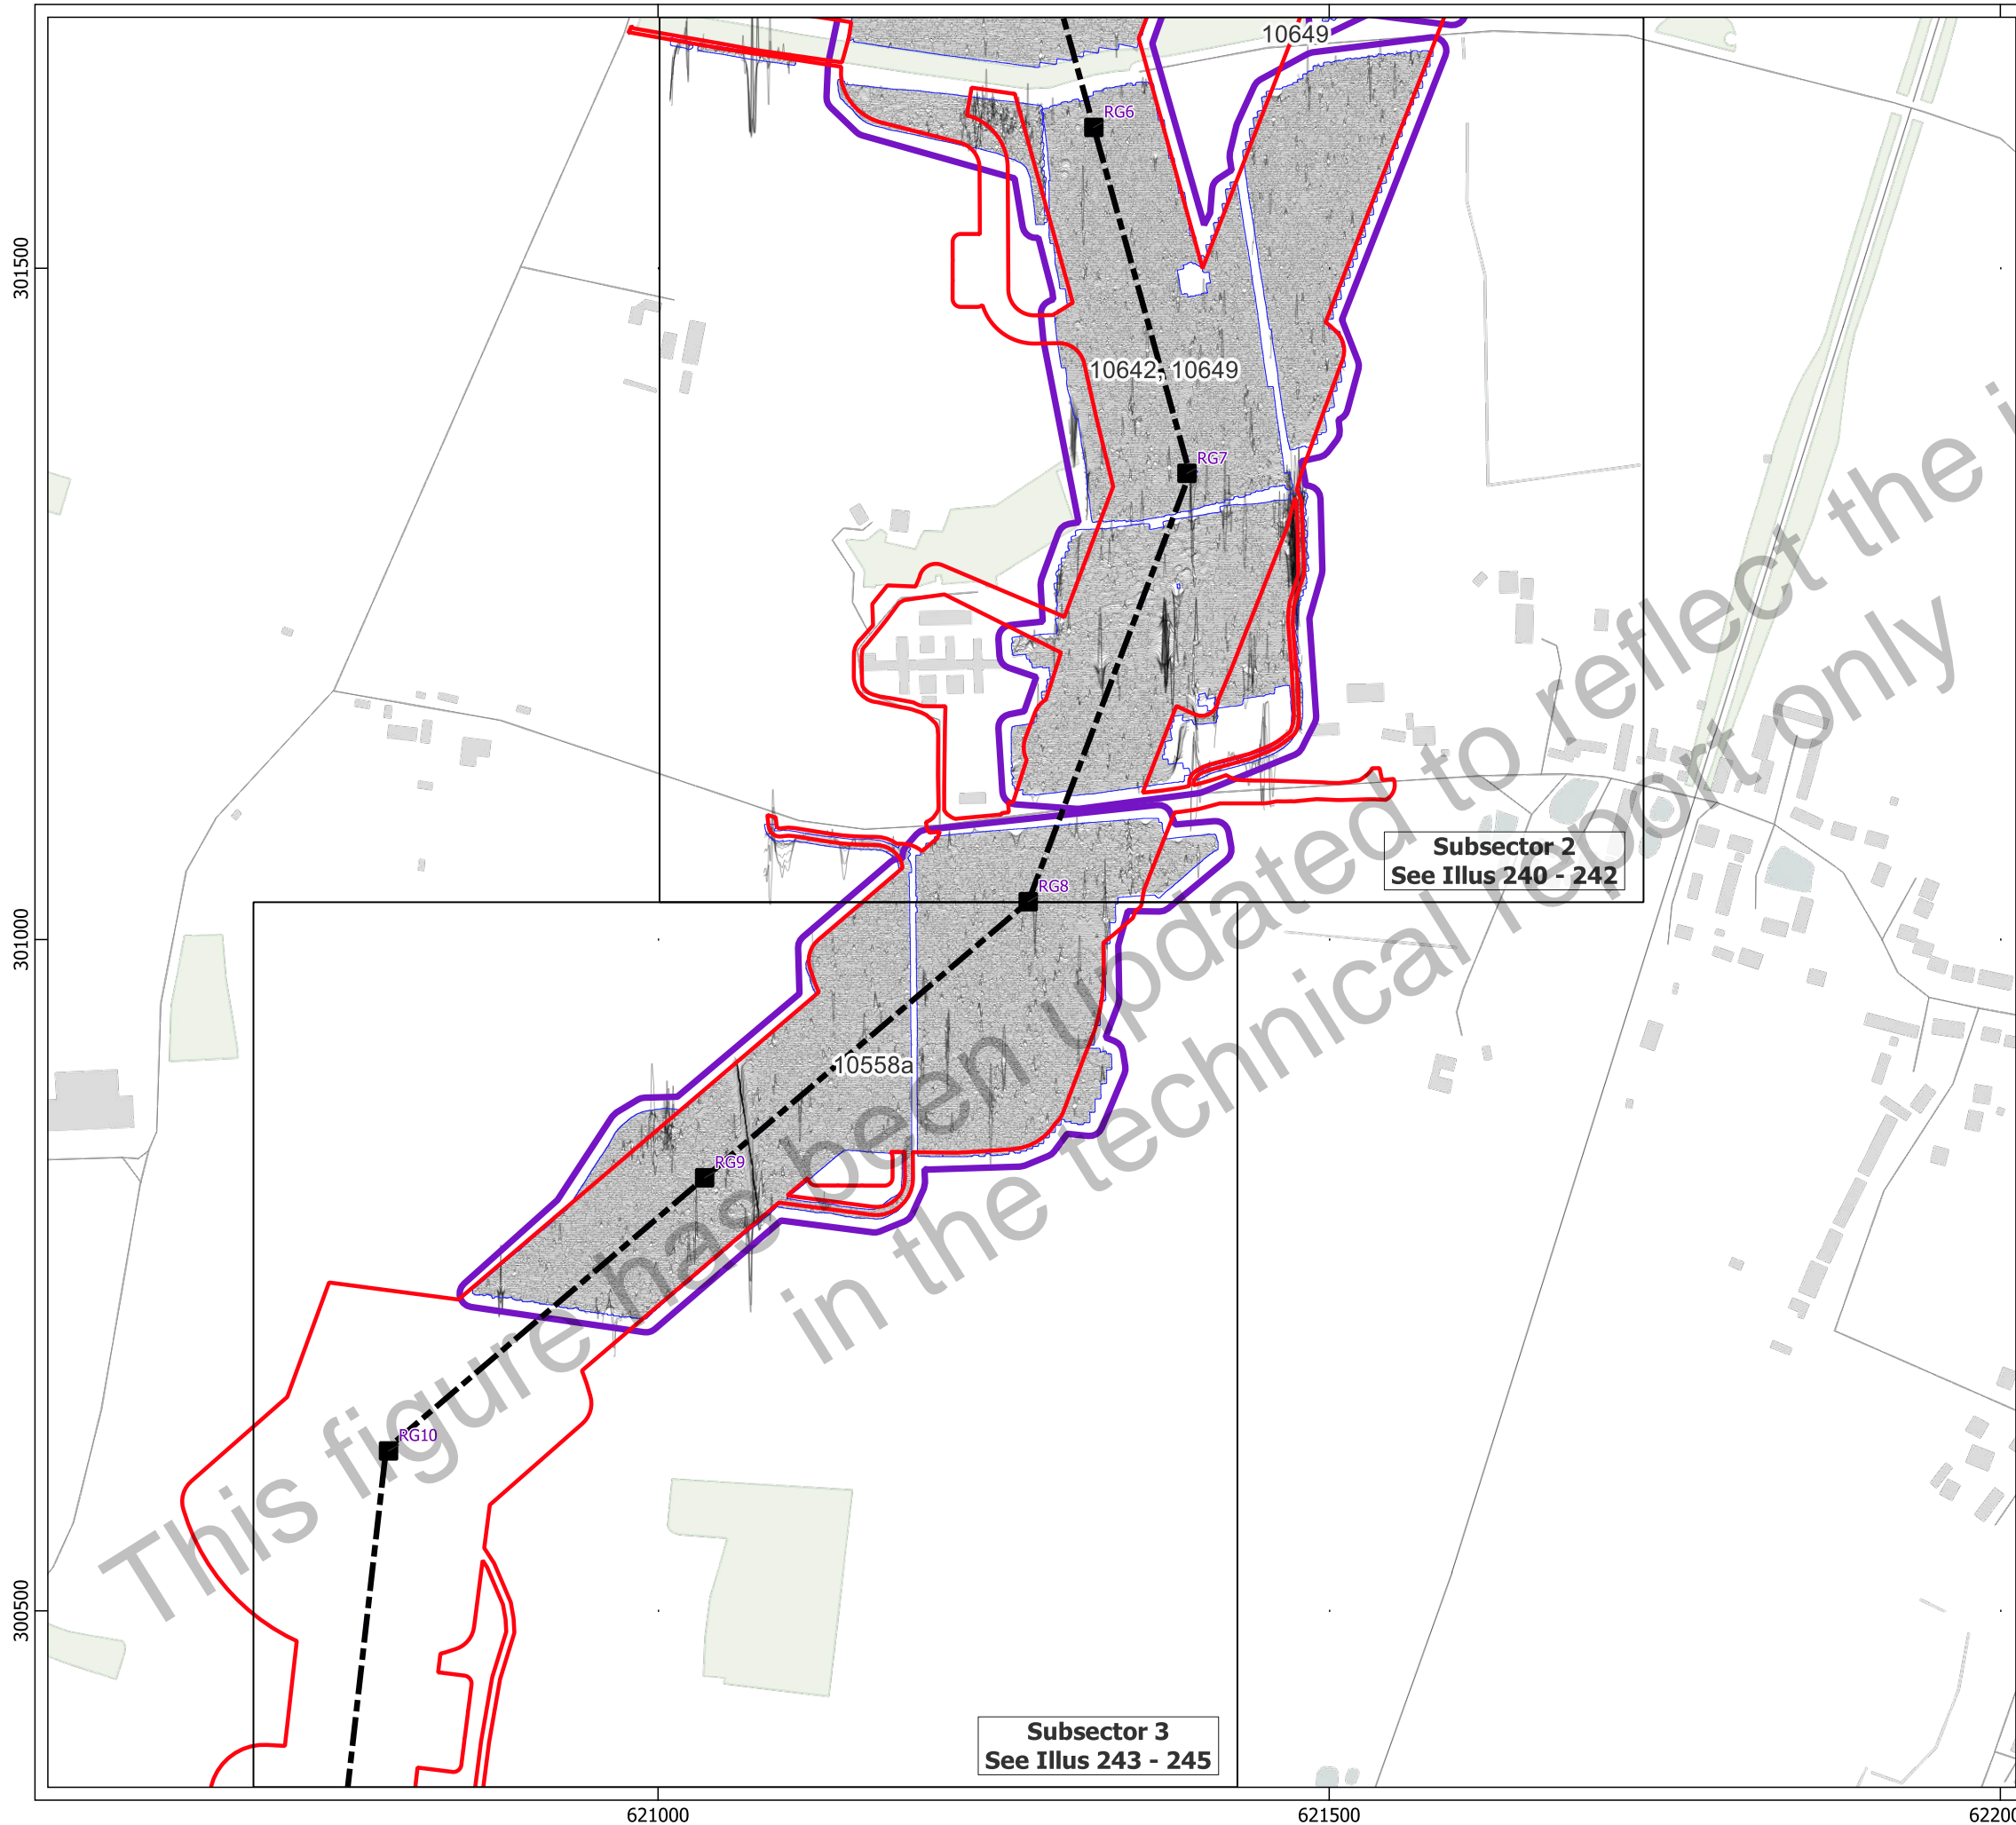 10649
RG6
301500
10642, 10649
RG7
Subsector 2
See Illus 240 - 242
RG8
301000
10558a
RG9
RG10
This figure has been updated to reflect the i
in the technical report only
300500
Subsector 3
See Illus 243 - 245
621000
621500